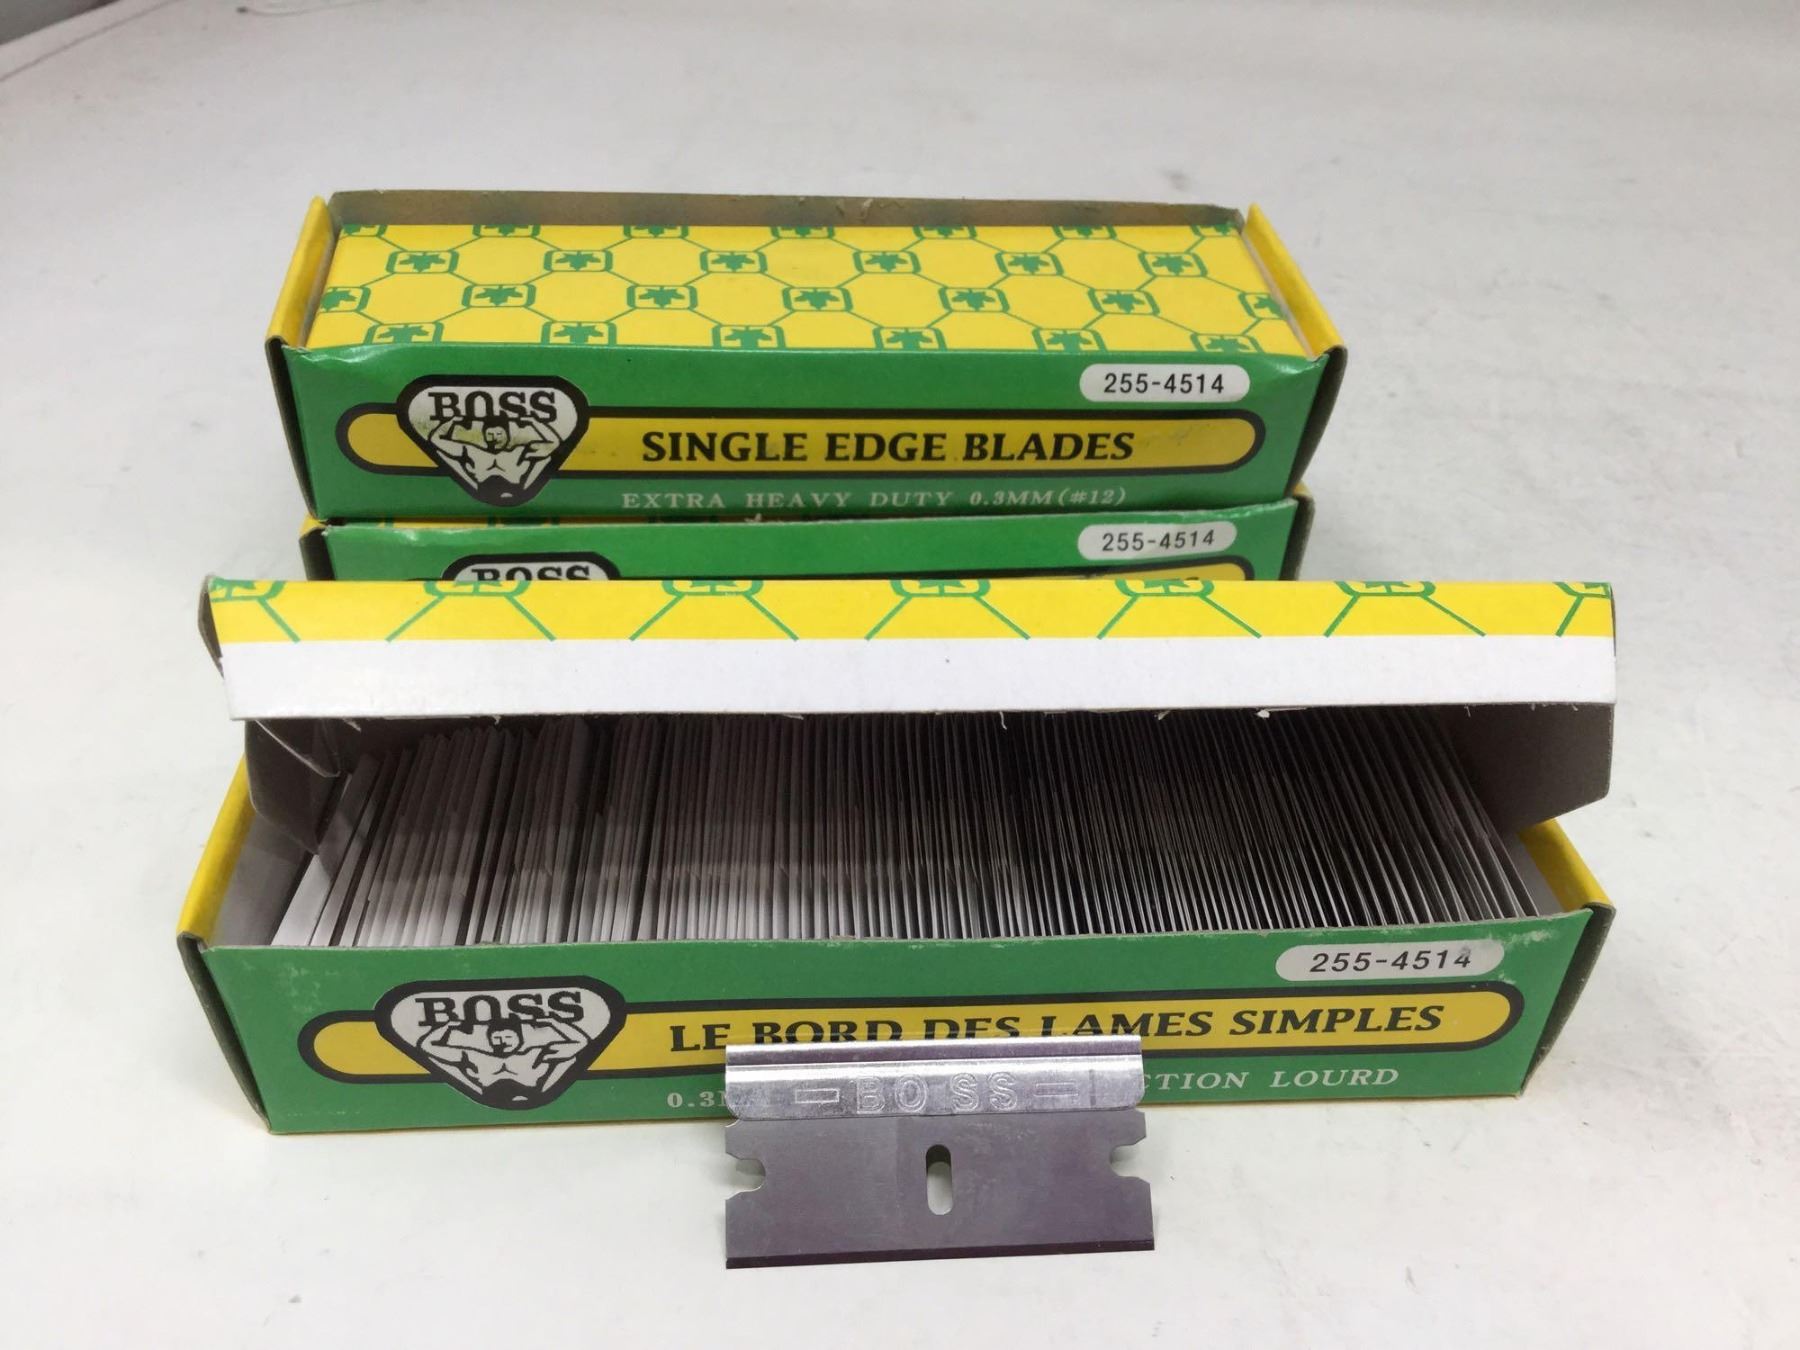 255-4514
BOSS
SINGLE EDGE BLADES
EXTRA HEAVY DUTY 0.3MM(#12)
255-4514
BOSS
255-4514
BOSS
LE BORD DES LAMES SIMPLES
LOURD
BOSS